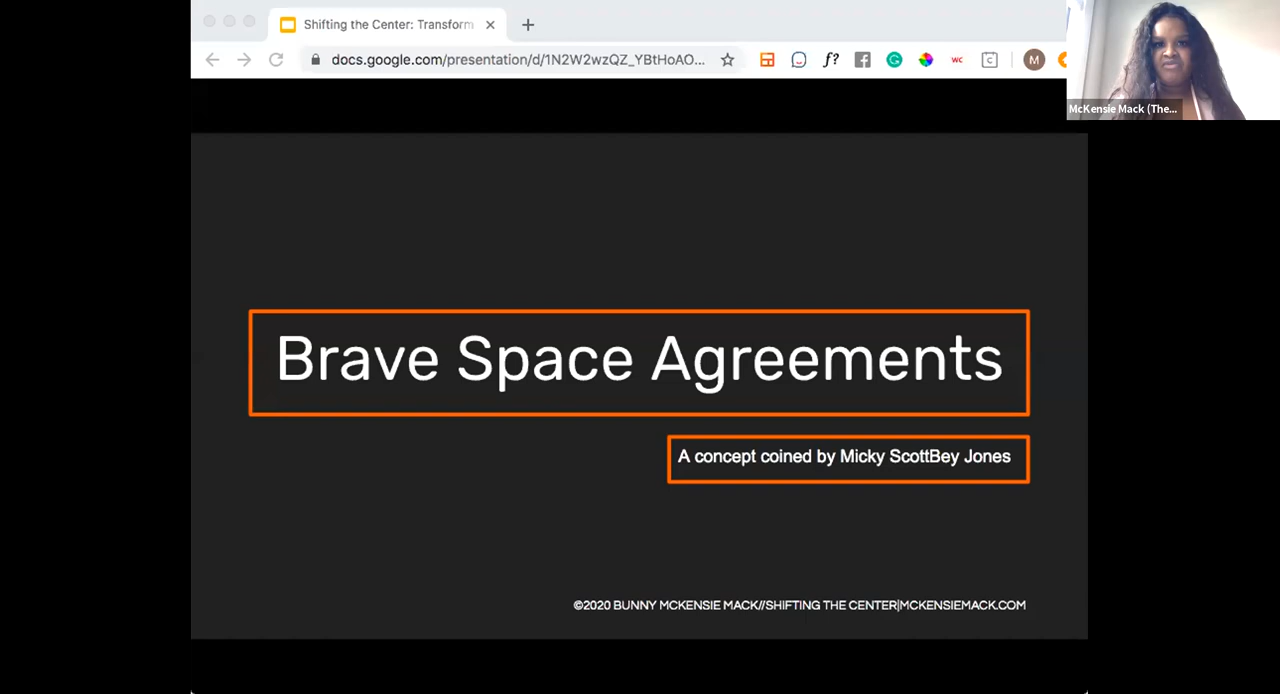 Shifting the Center: Transform
docs.google.com/presentation/d/1N2W2wzQZ_YBtHoAO...
f?
WC
C
M
McKensie Mack (The...
Brave Space Agreements
A concept coined by Micky ScottBey Jones
©2020 BUNNY MCKENSIE MACK//SHIFTING THE CENTER|MCKENSIEMACK.COM